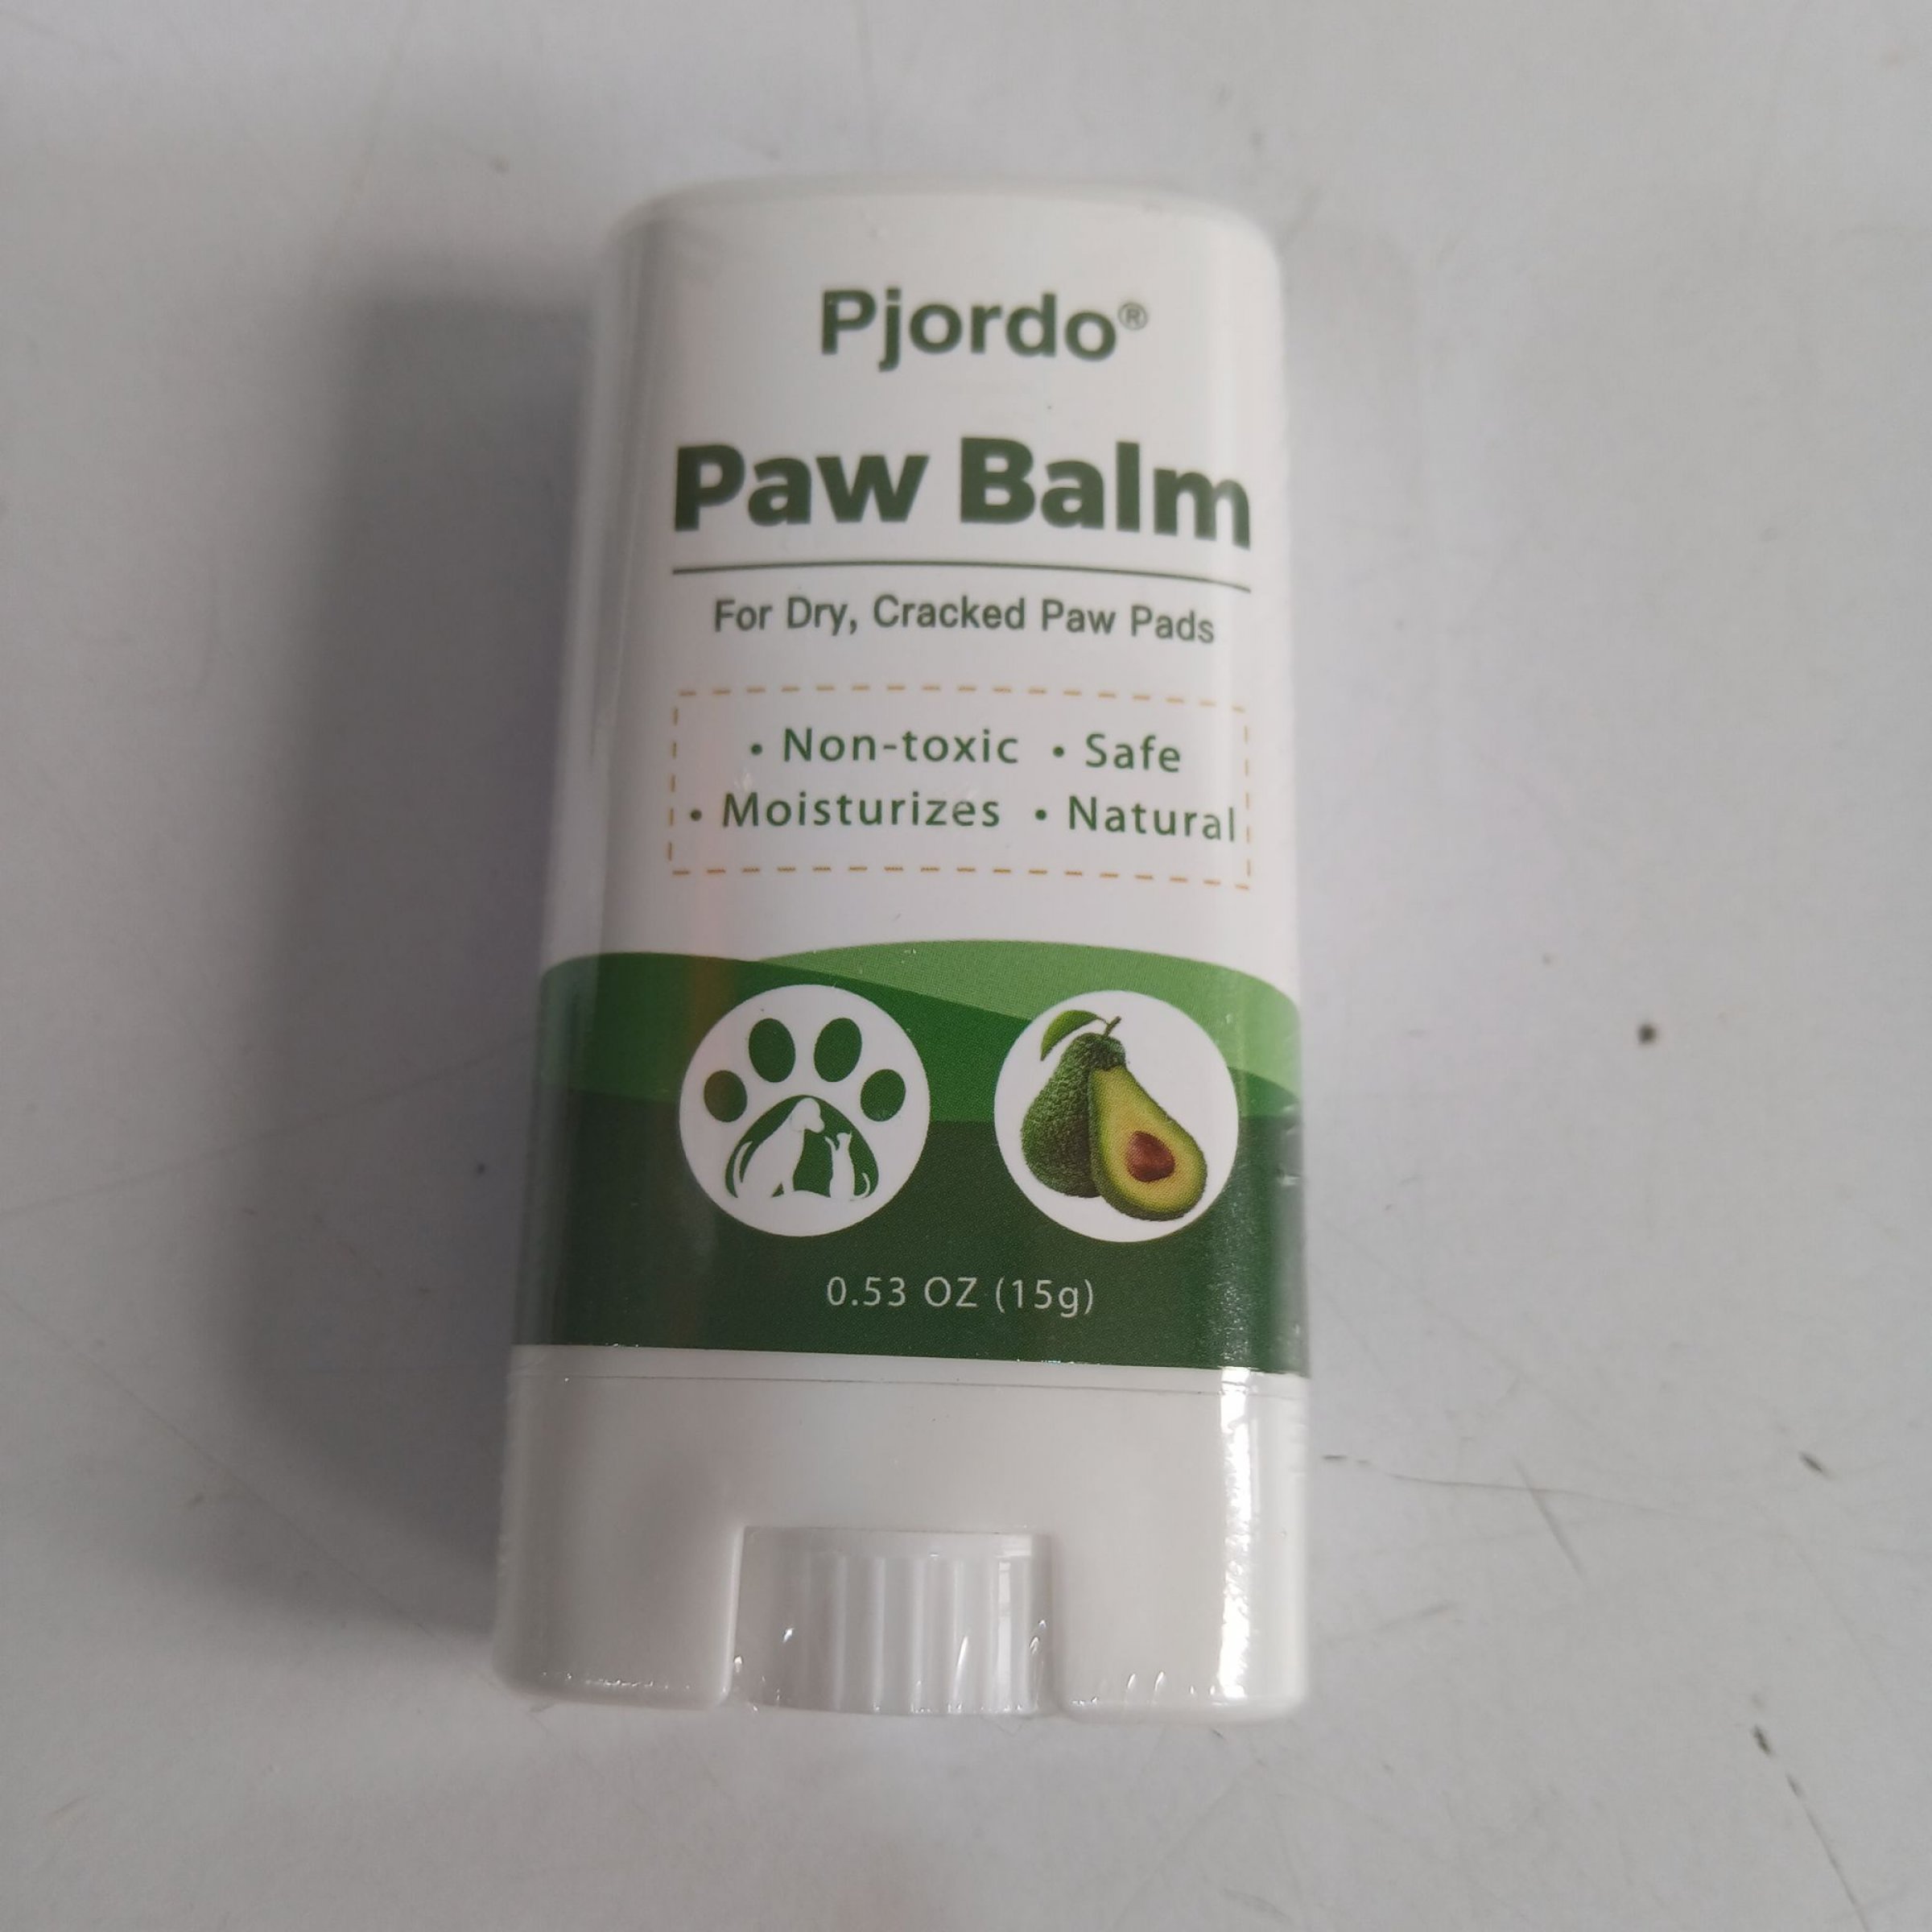 Pjordo®
Paw Balm
For Dry, Cracked Paw Pads
• Non-toxic • Safe
• Moisturizes • Natural
0.53 OZ (15g)